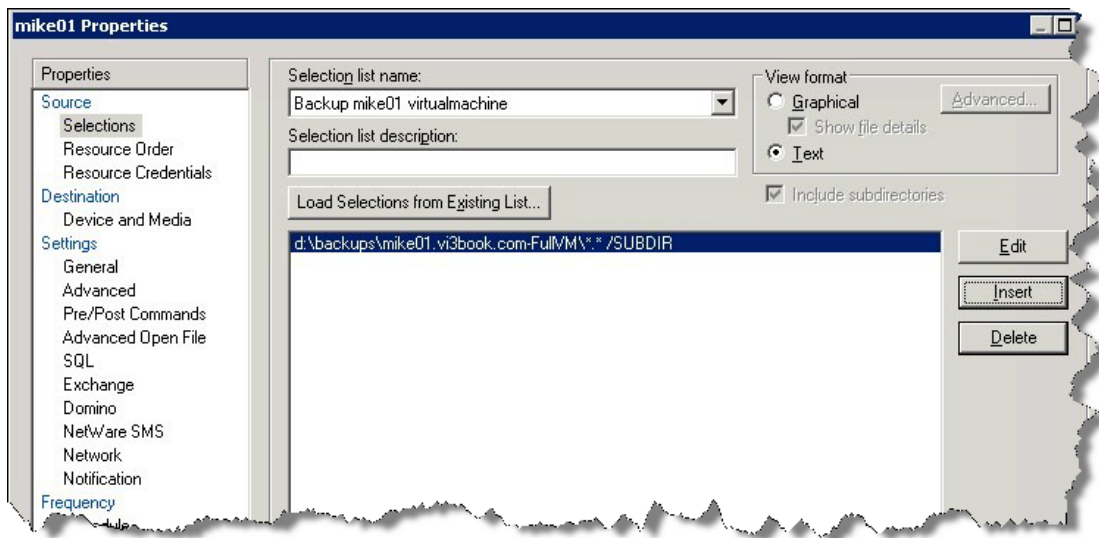 mike01 Properties
Properties
Source
Selections
Resource Order
Resource Credentials
Destination
Device and Media
Settings
General
Advanced
Pre/Post Commands
Advanced Open File
SQL
Exchange
Domino
NetWare SMS
Network
Notification
Frequency
Selection list name:
Backup mike01 virtualmachine
Selection list description:
Load Selections from Existing List...
View format
Graphical
Advanced...
Show file details
Text
Include subdirectories
d:\backups\mike01.vi3book.com-FullVM\*.* /SUBDIR
Edit
Insert
Delete